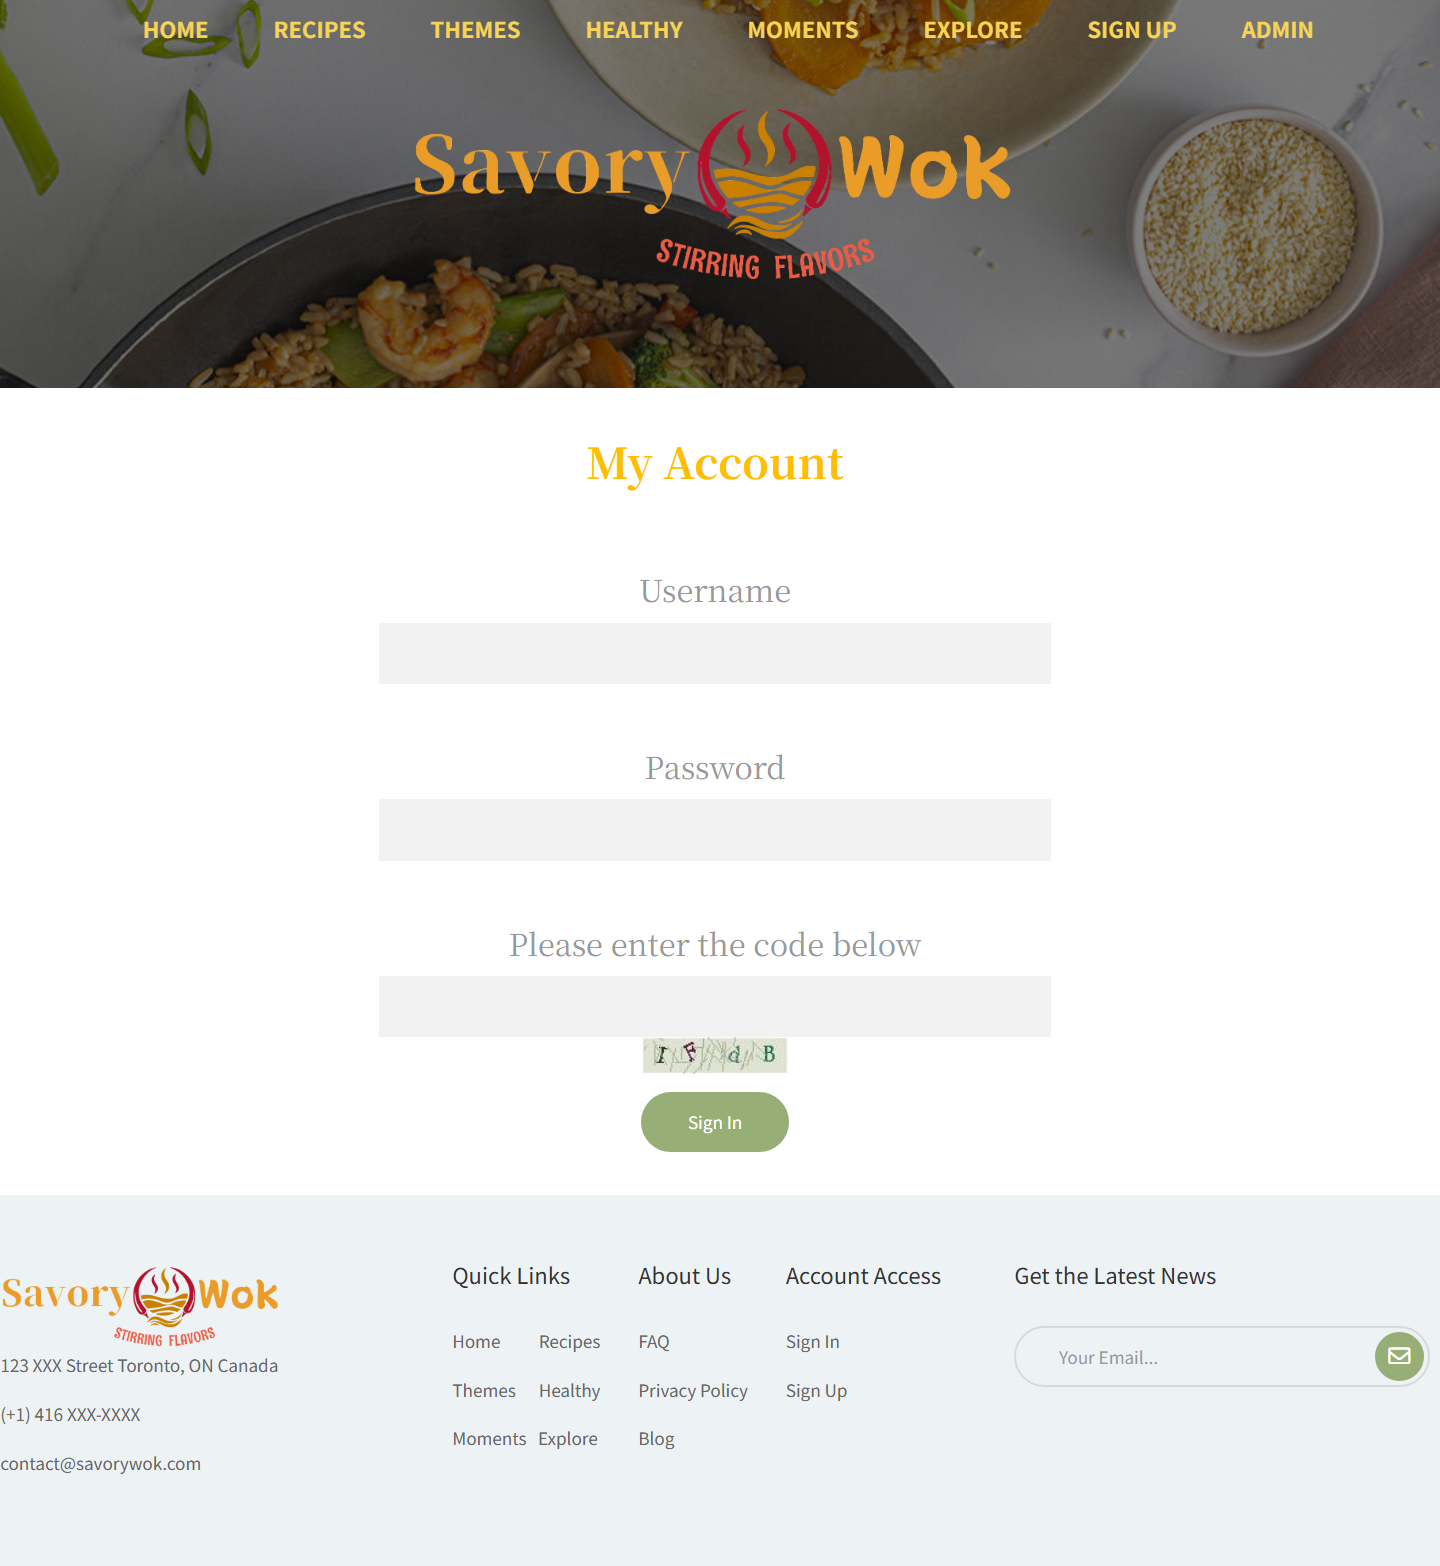 HOME RECIPES THEMES HEALTHY MOMENTS EXPLORE SIGN UP ADMIN
Savory Wok
STIRRING FLAVORS
My Account
Username
Password
Please enter the code below
I F d B
Sign In
Savory Wok
STIRRING FLAVORS
123 XXX Street Toronto, ON Canada
(+1) 416 XXX-XXXX
contact@savorywok.com
Quick Links
Home Recipes
Themes Healthy
Moments Explore
About Us
FAQ
Privacy Policy
Blog
Account Access
Sign In
Sign Up
Get the Latest News
Your Email...